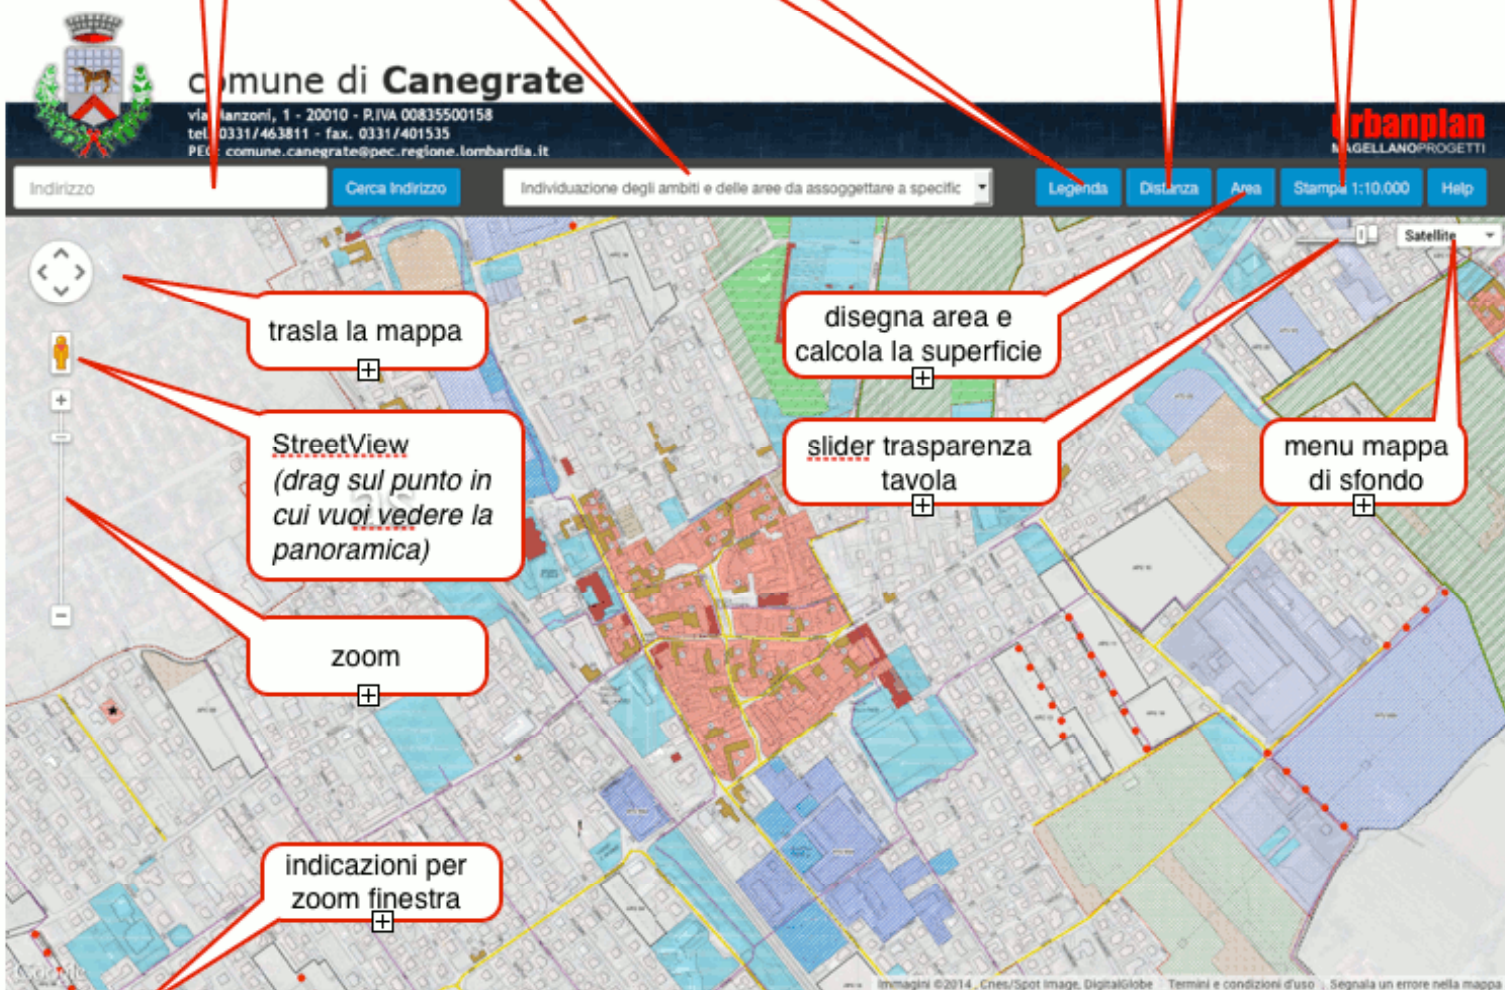 comune di Canegrate
via Manzoni, 1 - 20010 - P.IVA 00835500158
tel. 0331/463811 - fax. 0331/401535
PEC: comune.canegrate@pec.regione.lombardia.it
urbanplan
MAGELLANOPROGETTI
Indirizzo
Cerca Indirizzo
Individuazione degli ambiti e delle aree da assoggettare a specific
Legenda
Distanza
Area
Stampa 1:10.000
Help
Satellite
trasla la mappa
disegna area e
calcola la superficie
StreetView
(drag sul punto in
cui vuoi vedere la
panoramica)
slider trasparenza
tavola
menu mappa
di sfondo
zoom
indicazioni per
zoom finestra
Google
Immagini ©2014 , Cnes/Spot Image, DigitalGlobe
Termini e condizioni d'uso
Segnala un errore nella mappa